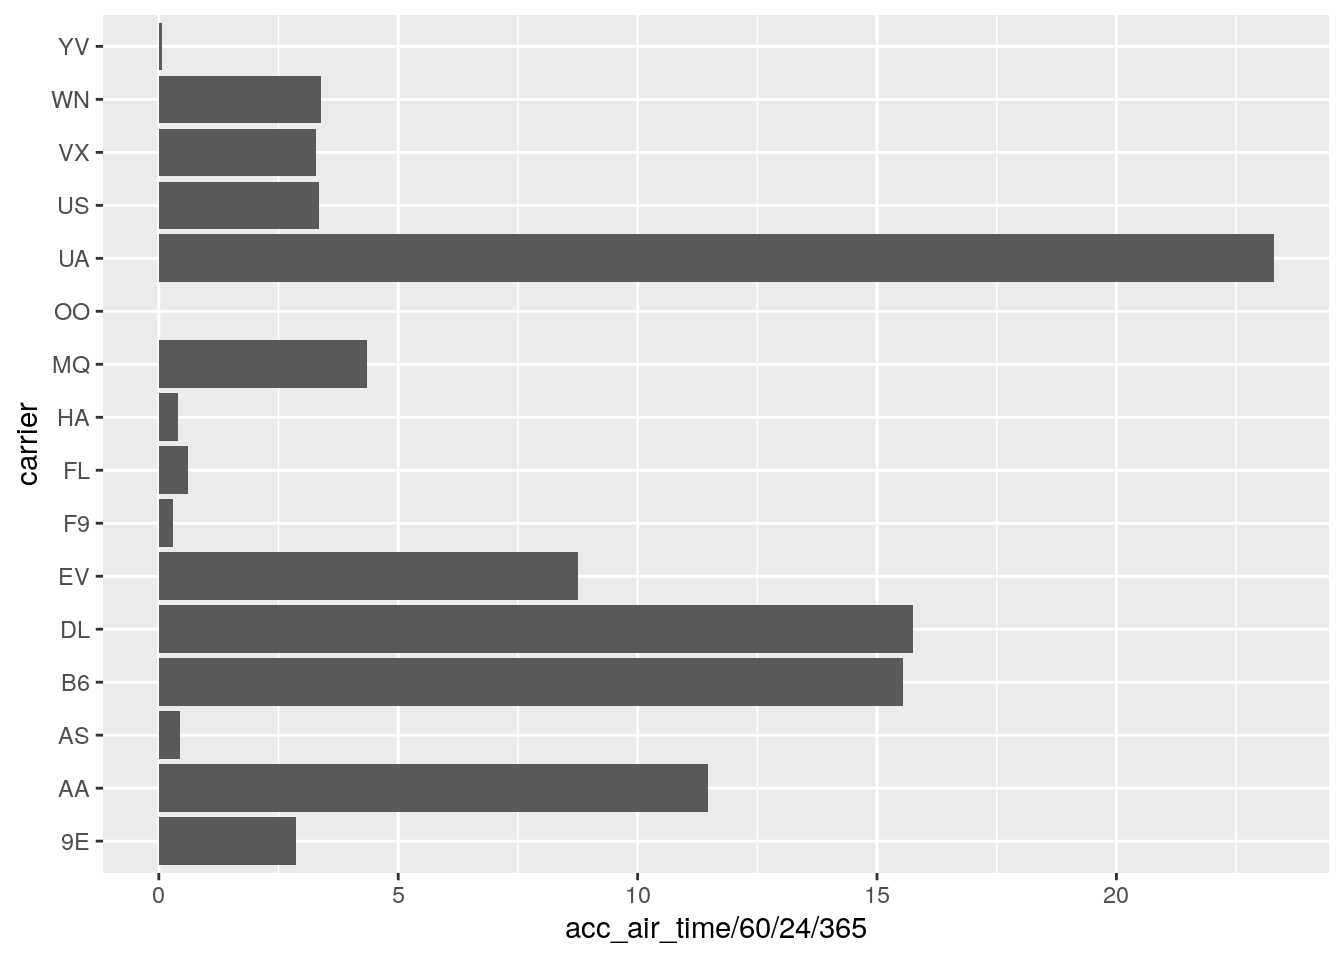 YV
WN
VX
US
UA
OO
MQ
HA
FL
F9
EV
DL
B6
AS
AA
9E
carrier
0 5 10 15 20
acc_air_time/60/24/365